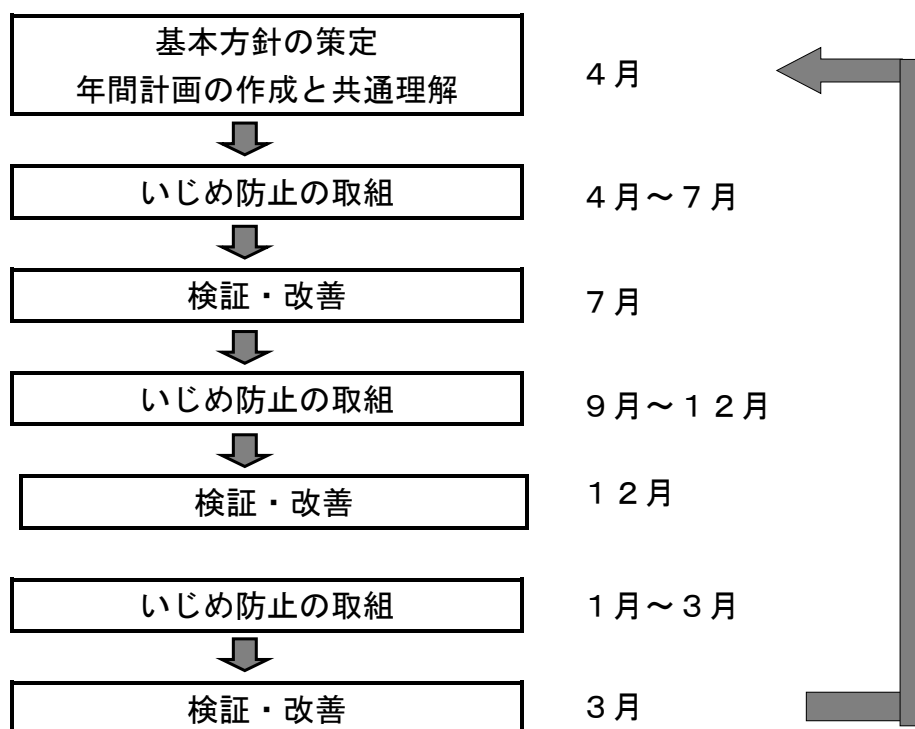 基本方針の策定
年間計画の作成と共通理解
４月
いじめ防止の取組
４月～７月
検証・改善
７月
いじめ防止の取組
９月～１２月
検証・改善
１２月
いじめ防止の取組
１月～３月
検証・改善
３月